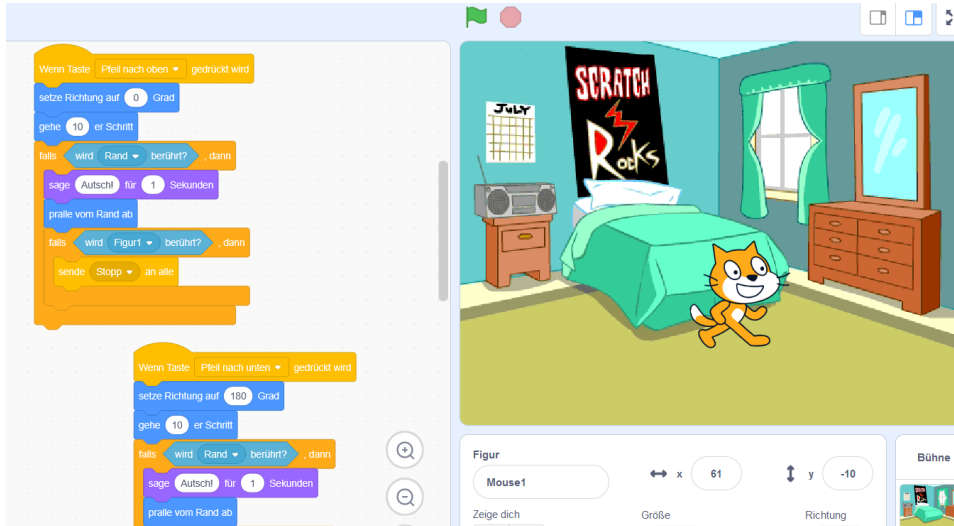 Wenn Taste Pfeil nach oben gedrückt wird
setze Richtung auf 0 Grad
gehe 10 er Schritt
falls wird Rand berührt? , dann
sage Autsch! für 1 Sekunden
pralle vom Rand ab
falls wird Figur1 berührt? , dann
sende Stopp an alle
Wenn Taste Pfeil nach unten gedrückt wird
setze Richtung auf 180 Grad
gehe 10 er Schritt
falls wird Rand berührt? , dann
sage Autsch! für 1 Sekunden
pralle vom Rand ab
JULY
SCRATCH
ROCKS
Figur
Mouse1
x 61
y -10
Zeige dich
Größe
Richtung
Bühne